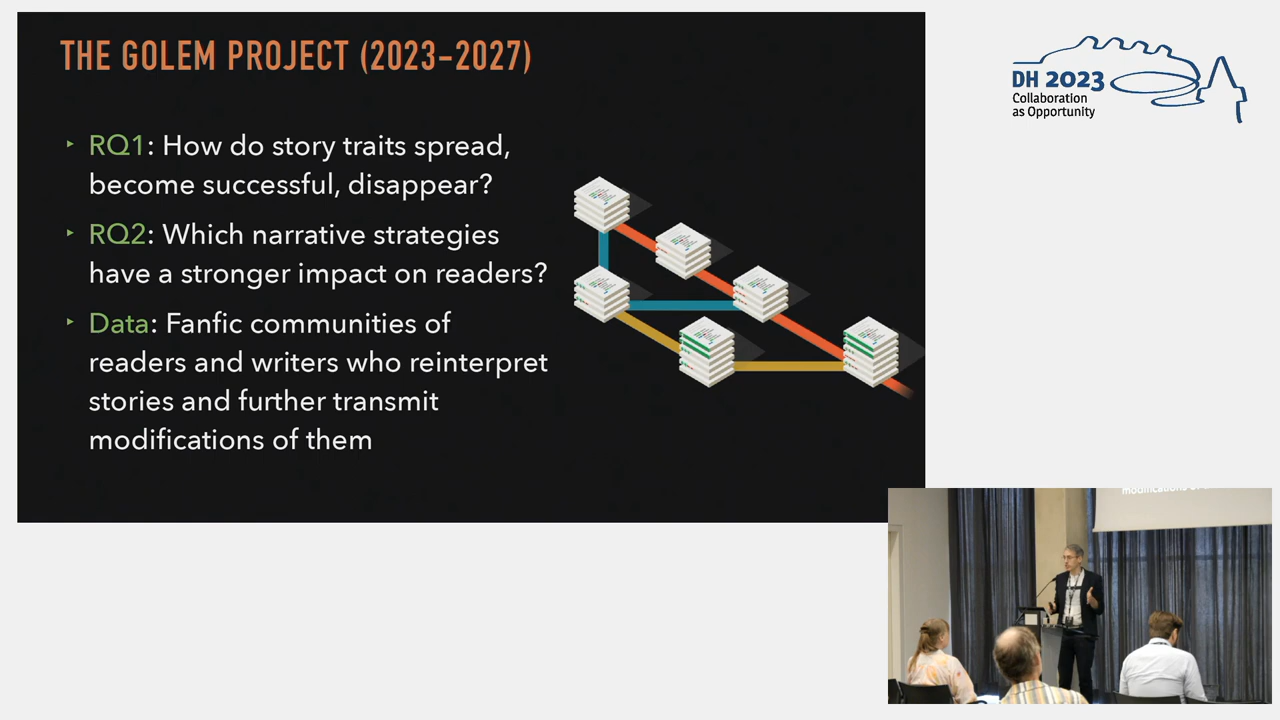 THE GOLEM PROJECT (2023–2027)
‣ RQ1: How do story traits spread,
become successful, disappear?
‣ RQ2: Which narrative strategies
have a stronger impact on readers?
‣ Data: Fanfic communities of
readers and writers who reinterpret
stories and further transmit
modifications of them
DH 2023
Collaboration
as Opportunity
modifications of